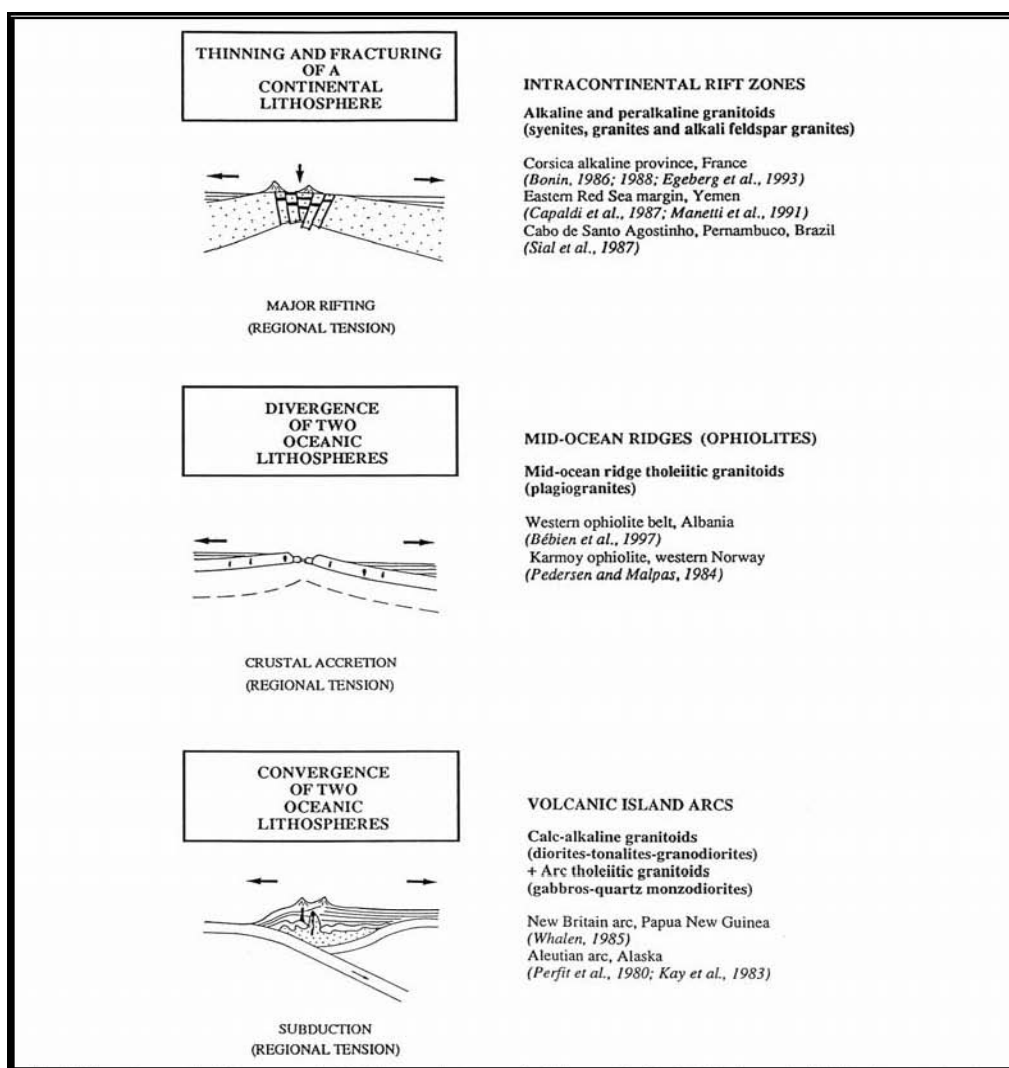 THINNING AND FRACTURING
OF A
CONTINENTAL
LITHOSPHERE
INTRACONTINENTAL RIFT ZONES
Alkaline and peralkaline granitoids
(syenites, granites and alkali feldspar granites)
Corsica alkaline province, France
(Bonin, 1986; 1988; Egeberg et al., 1993)
Eastern Red Sea margin, Yemen
(Capaldi et al., 1987; Manetti et al., 1991)
Cabo de Santo Agostinho, Pernambuco, Brazil
(Sial et al., 1987)
MAJOR RIFTING
(REGIONAL TENSION)
DIVERGENCE
OF TWO
OCEANIC
LITHOSPHERES
MID-OCEAN RIDGES (OPHIOLITES)
Mid-ocean ridge tholeiitic granitoids
(plagiogranites)
Western ophiolite belt, Albania
(Bébien et al., 1997)
Karmoy ophiolite, western Norway
(Pedersen and Malpas, 1984)
CRUSTAL ACCRETION
(REGIONAL TENSION)
CONVERGENCE
OF TWO
OCEANIC
LITHOSPHERES
VOLCANIC ISLAND ARCS
Calc-alkaline granitoids
(diorites-tonalites-granodiorites)
+ Arc tholeiitic granitoids
(gabbros-quartz monzodiorites)
New Britain arc, Papua New Guinea
(Whalen, 1985)
Aleutian arc, Alaska
(Perfit et al., 1980; Kay et al., 1983)
SUBDUCTION
(REGIONAL TENSION)